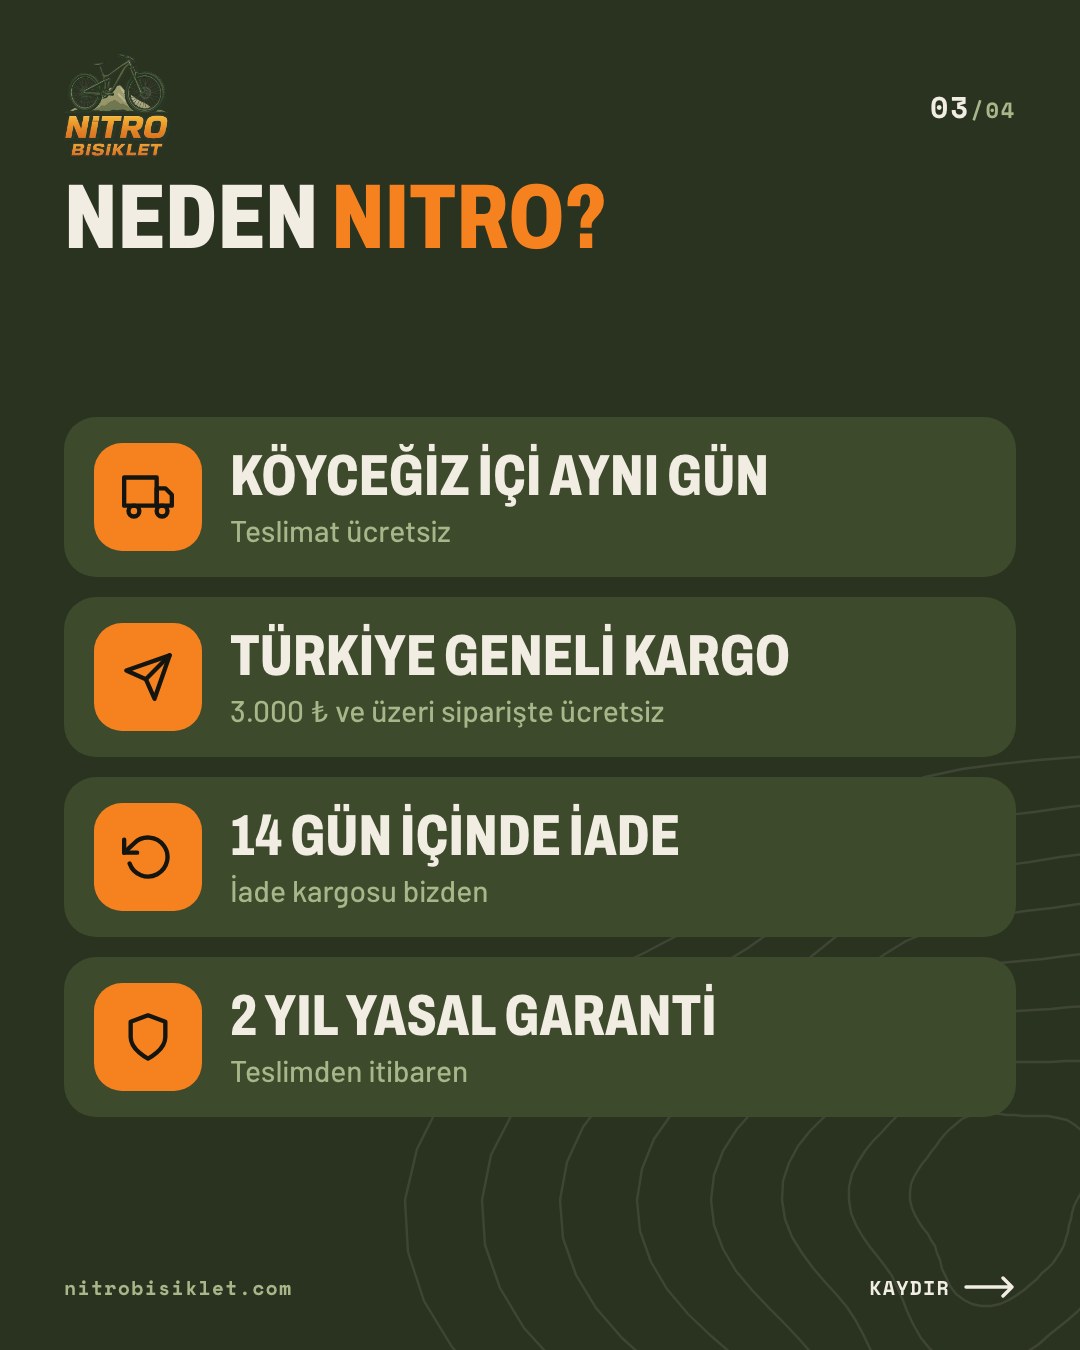 NiTRO
BISIKLET
03/04
NEDEN NITRO?
KÖYCEĞİZ İÇİ AYNI GÜN
Teslimat ücretsiz
TÜRKİYE GENELİ KARGO
3.000 ₺ ve üzeri siparişte ücretsiz
14 GÜN İÇİNDE İADE
İade kargosu bizden
2 YIL YASAL GARANTİ
Teslimden itibaren
nitrobisiklet.com
KAYDIR